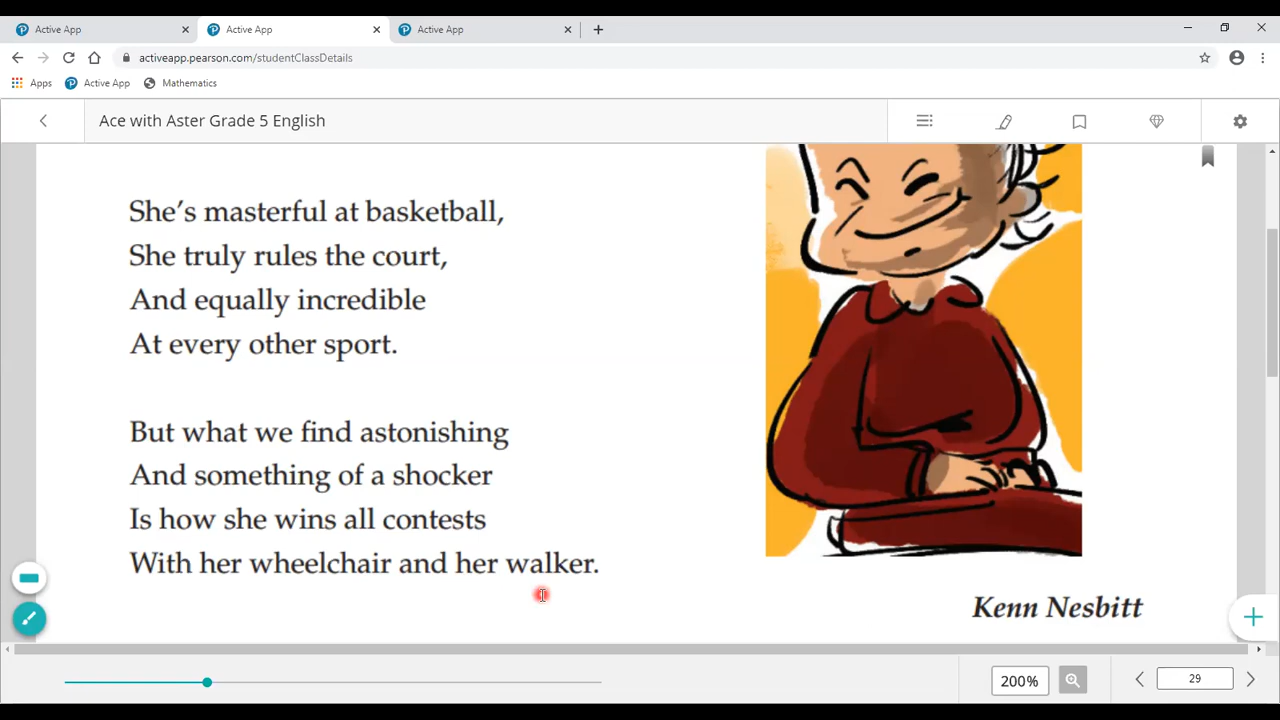 Active App
Active App
Active App
activeapp.pearson.com/studentClassDetails
Apps
Active App
Mathematics
Ace with Aster Grade 5 English
She's masterful at basketball,
She truly rules the court,
And equally incredible
At every other sport.
But what we find astonishing
And something of a shocker
Is how she wins all contests
With her wheelchair and her walker.
Kenn Nesbitt
200%
29